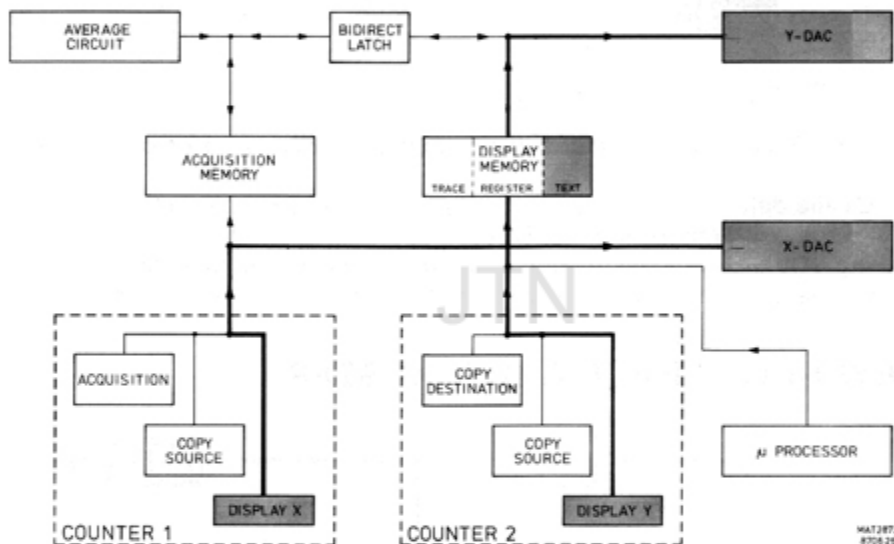 AVERAGE
CIRCUIT
BIDIRECT
LATCH
Y-DAC
ACQUISITION
MEMORY
DISPLAY
MEMORY
TRACE
REGISTER
TEXT
X-DAC
JTN
ACQUISITION
COPY
SOURCE
DISPLAY X
COUNTER 1
COPY
DESTINATION
COPY
SOURCE
DISPLAY Y
COUNTER 2
μ PROCESSOR